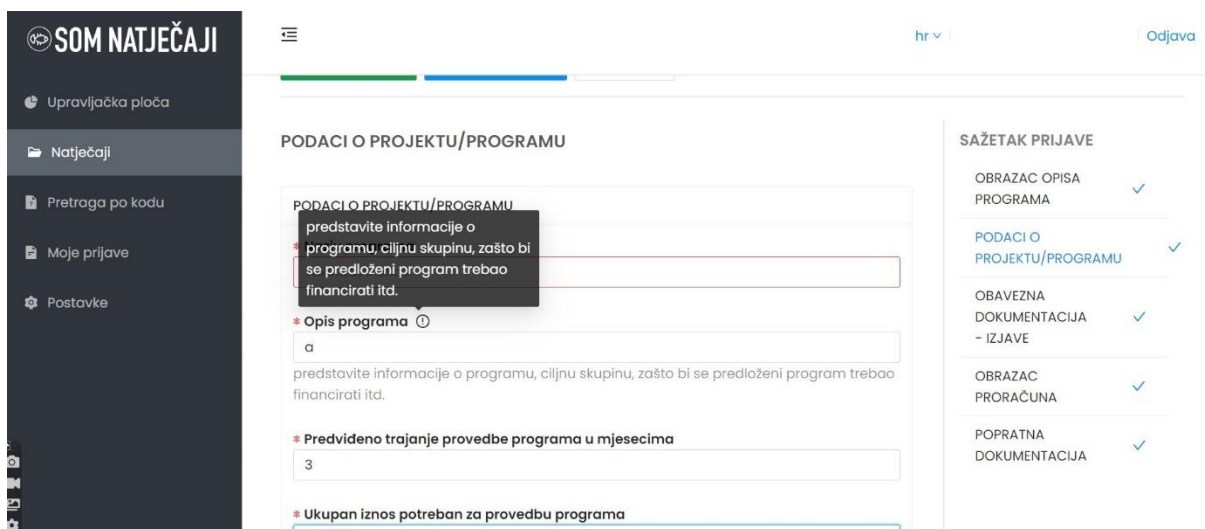 SOM NATJEČAJI
hr
Odjava
Upravljačka ploča
Natječaji
Pretraga po kodu
Moje prijave
Postavke
PODACI O PROJEKTU/PROGRAMU
PODACI O PROJEKTU/PROGRAMU
predstavite informacije o
programu, ciljnu skupinu, zašto bi
se predloženi program trebao
financirati itd.
* Opis programa
a
predstavite informacije o programu, ciljnu skupinu, zašto bi se predloženi program trebao
financirati itd.
* Predviđeno trajanje provedbe programa u mjesecima
3
* Ukupan iznos potreban za provedbu programa
SAŽETAK PRIJAVE
OBRAZAC OPISA
PROGRAMA
PODACI O
PROJEKTU/PROGRAMU
OBAVEZNA
DOKUMENTACIJA
- IZJAVE
OBRAZAC
PRORAČUNA
POPRATNA
DOKUMENTACIJA